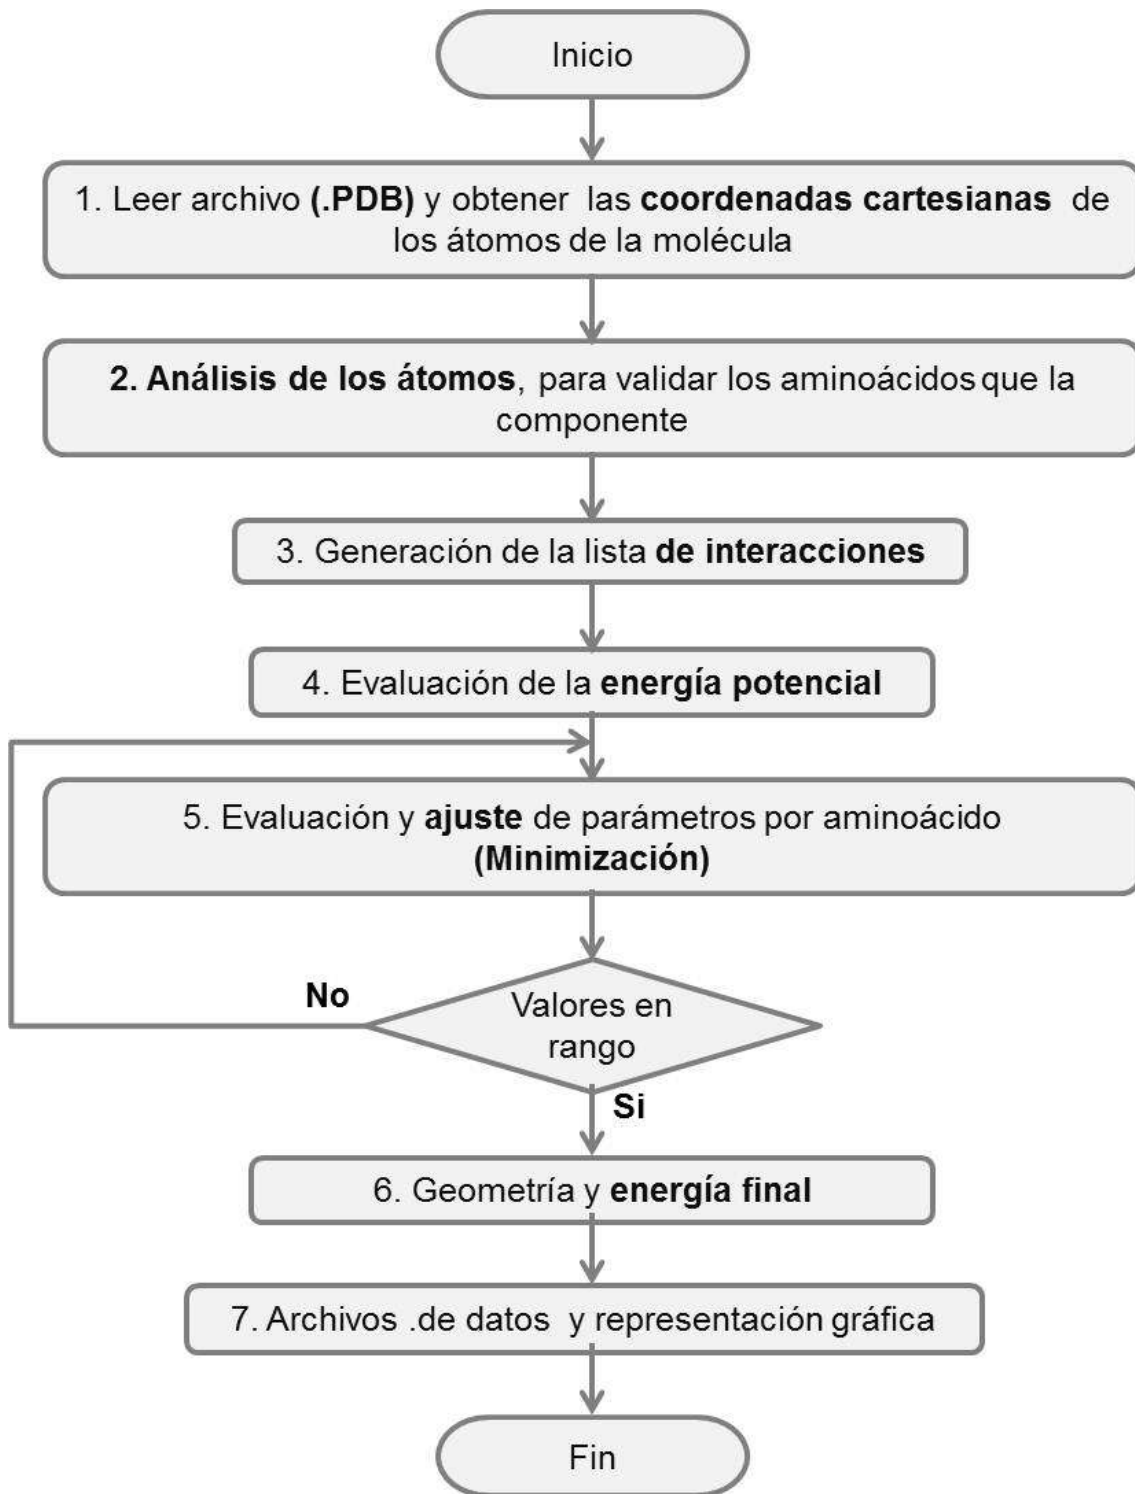 Inicio
1. Leer archivo (.PDB) y obtener las coordenadas cartesianas de
los átomos de la molécula
2. Análisis de los átomos, para validar los aminoácidos que la
componente
3. Generación de la lista de interacciones
4. Evaluación de la energía potencial
5. Evaluación y ajuste de parámetros por aminoácido
(Minimización)
No
Valores en
rango
Si
6. Geometría y energía final
7. Archivos .de datos y representación gráfica
Fin